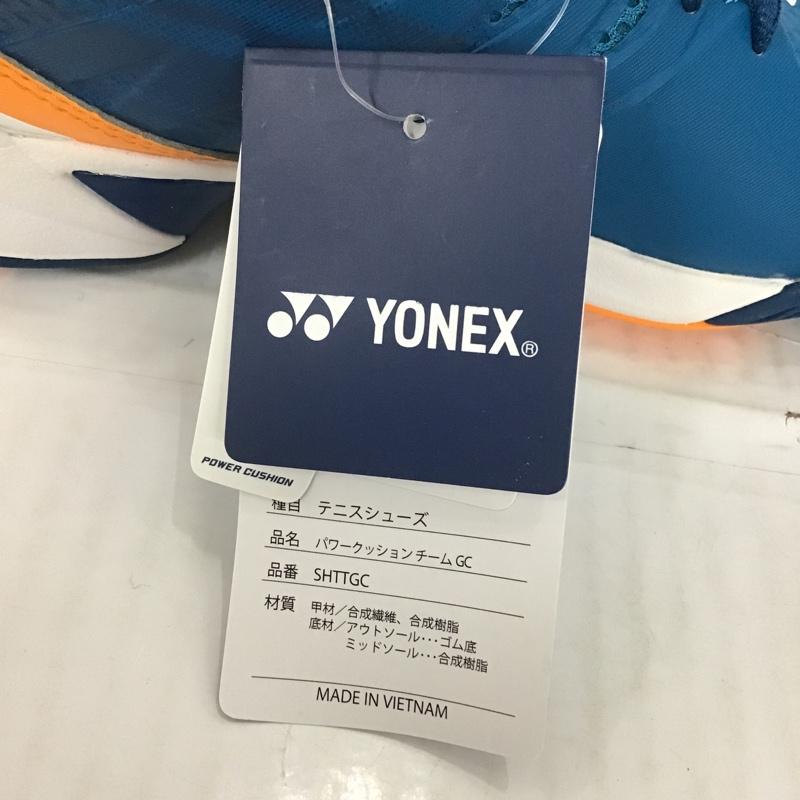 YONEX®
POWER CUSHION
種目 テニスシューズ
品名 パワークッション チーム GC
品番 SHTTGC
材質 甲材／合成繊維、合成樹脂
底材／アウトソール･･･ゴム底
ミッドソール･･･合成樹脂
MADE IN VIETNAM